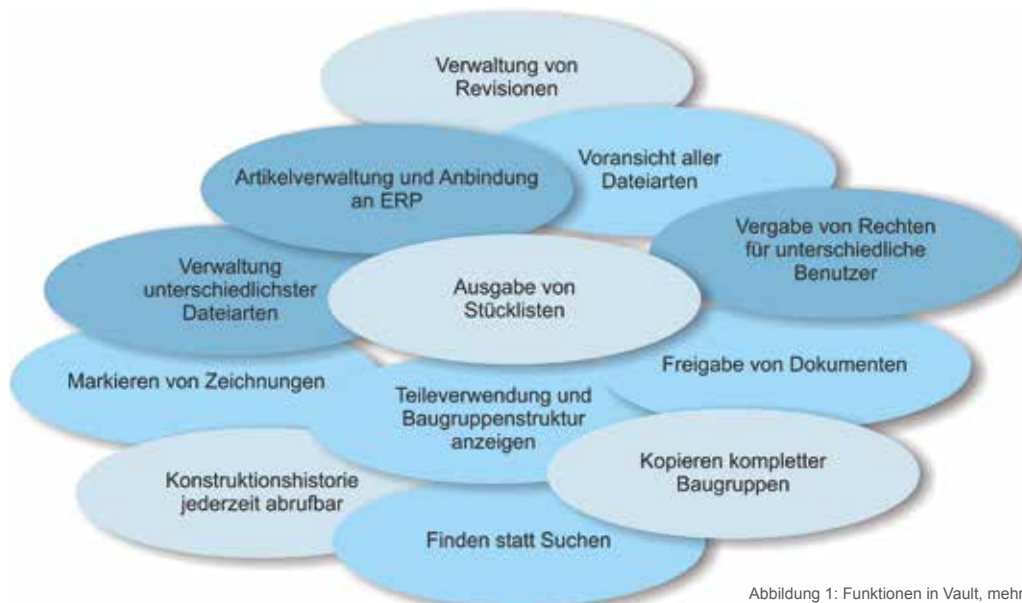 Verwaltung von
Revisionen
Voransicht aller
Dateiarten
Artikelverwaltung und Anbindung
an ERP
Vergabe von Rechten
für unterschiedliche
Benutzer
Verwaltung
unterschiedlichster
Dateiarten
Ausgabe von
Stücklisten
Freigabe von Dokumenten
Markieren von Zeichnungen
Teileverwendung und
Baugruppenstruktur
anzeigen
Kopieren kompletter
Baugruppen
Konstruktionshistorie
jederzeit abrufbar
Finden statt Suchen
Abbildung 1: Funktionen in Vault, mehr